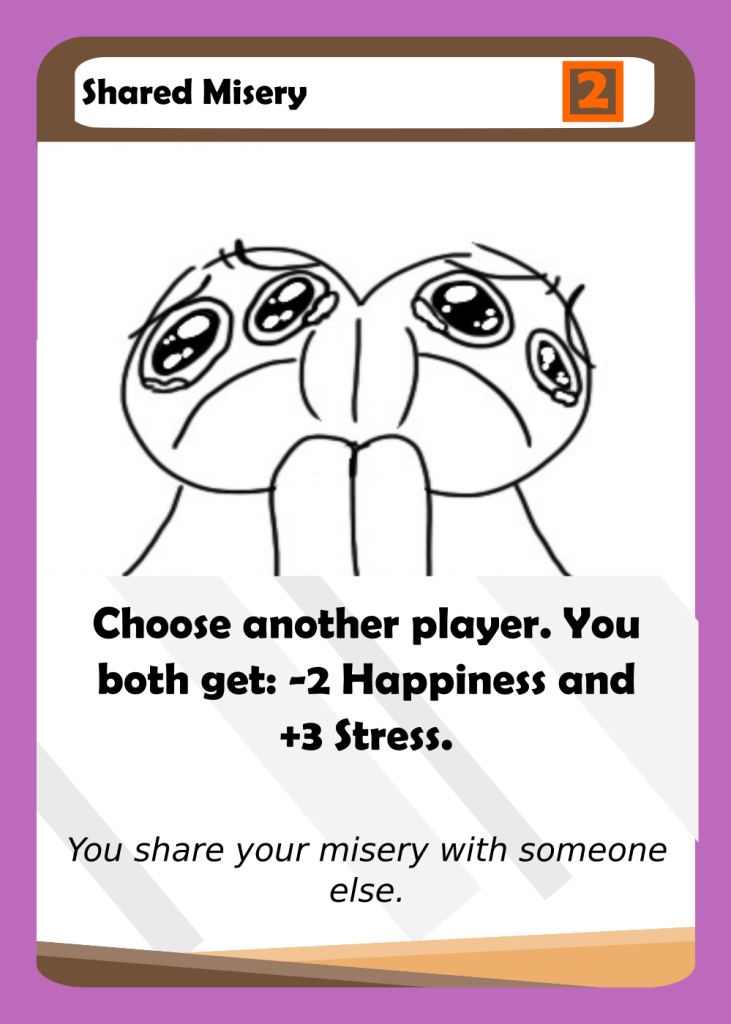 Shared Misery
2
Choose another player. You
both get: -2 Happiness and
+3 Stress.
You share your misery with someone
else.